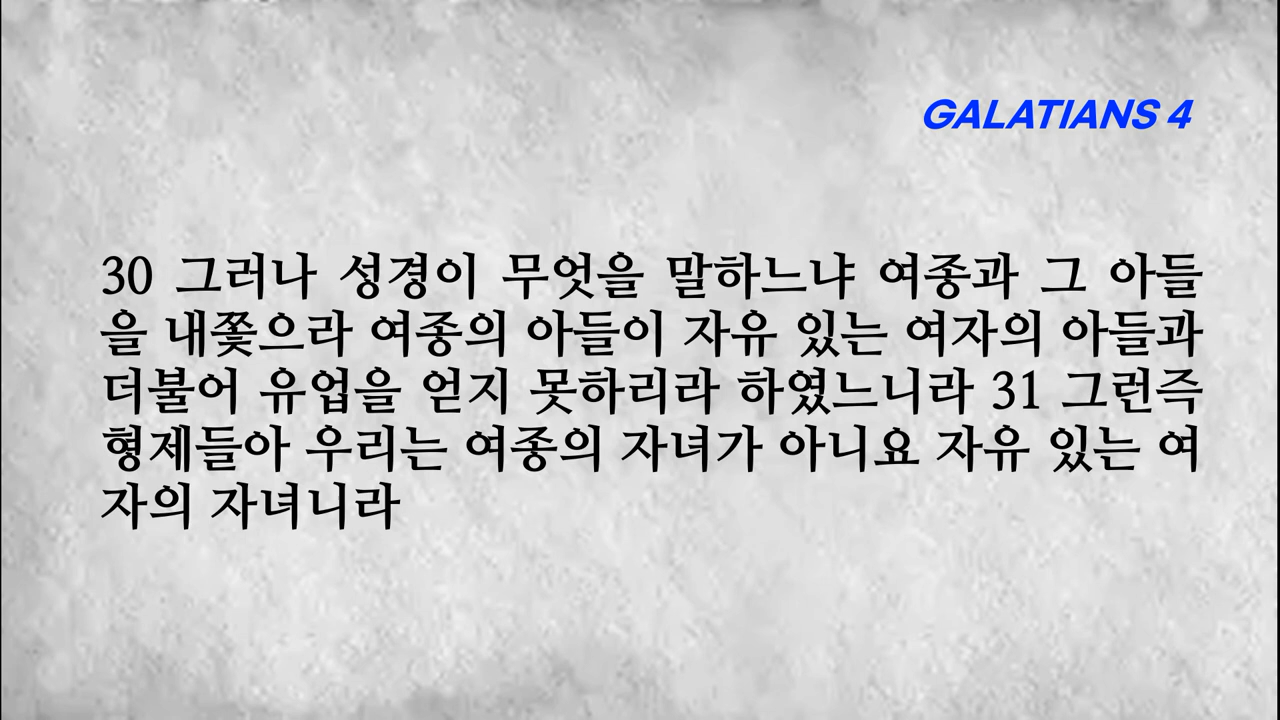 GALATIANS 4
30 그러나 성경이 무엇을 말하느냐 여종과 그 아들
을 내쫓으라 여종의 아들이 자유 있는 여자의 아들과
더불어 유업을 얻지 못하리라 하였느니라 31 그런즉
형제들아 우리는 여종의 자녀가 아니요 자유 있는 여
자의 자녀니라